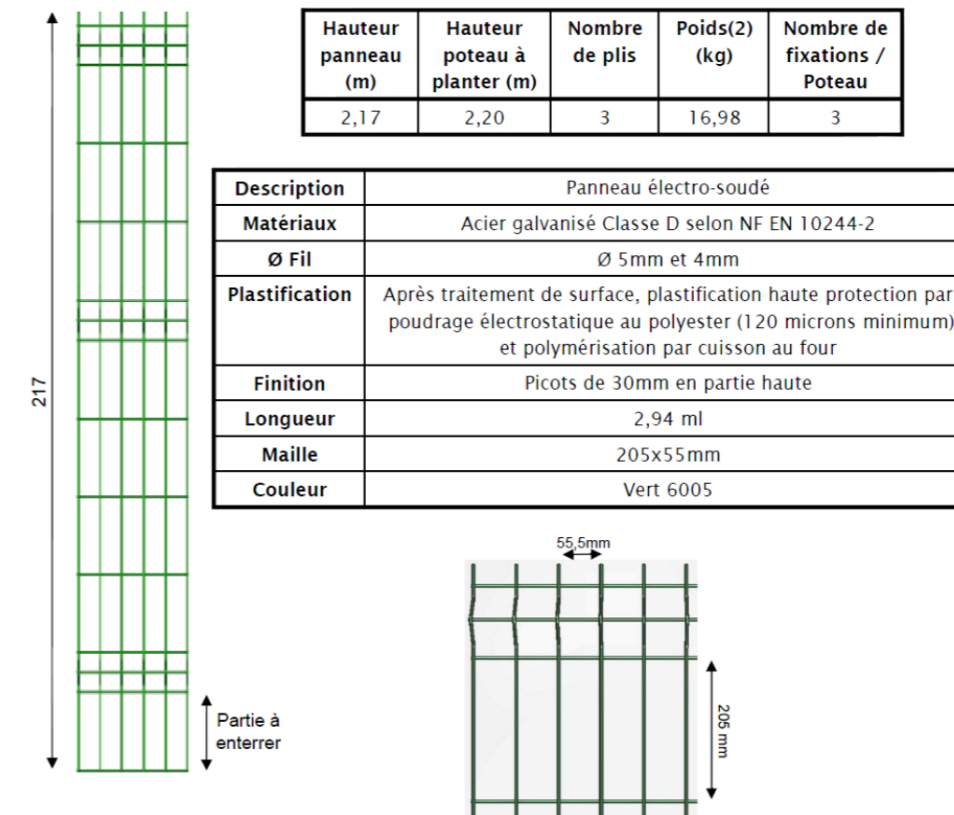 Hauteur panneau (m)
Hauteur poteau à planter (m)
Nombre de plis
Poids(2) (kg)
Nombre de fixations / Poteau
2,17
2,20
3
16,98
3
Description
Panneau électro-soudé
Matériaux
Acier galvanisé Classe D selon NF EN 10244-2
Ø Fil
Ø 5mm et 4mm
Plastification
Après traitement de surface, plastification haute protection par
poudrage électrostatique au polyester (120 microns minimum)
et polymérisation par cuisson au four
Finition
Picots de 30mm en partie haute
Longueur
2,94 ml
Maille
205x55mm
Couleur
Vert 6005
217
Partie à
enterrer
55,5mm
205 mm